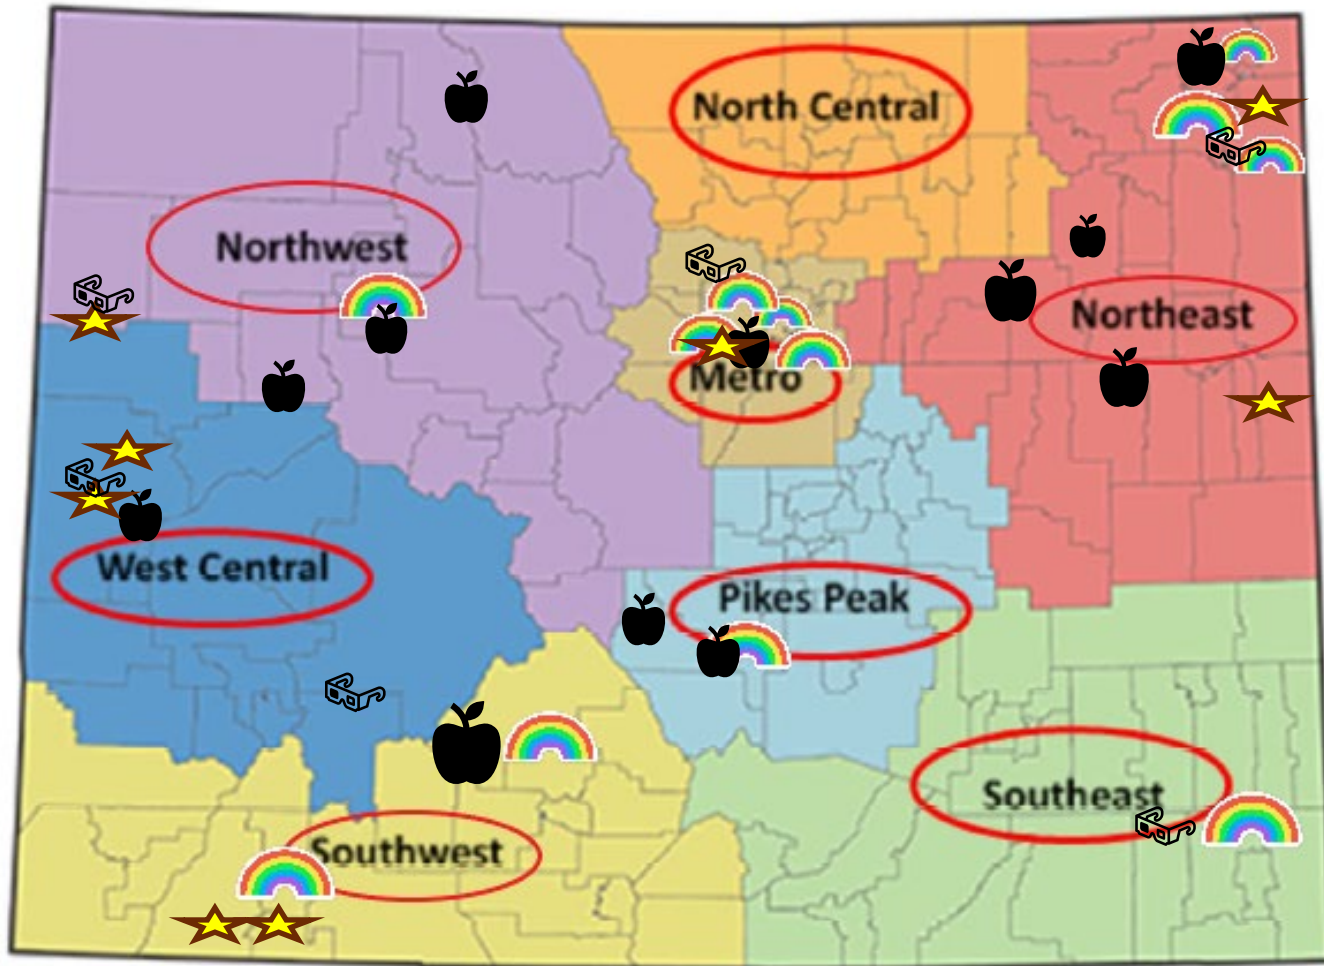 North Central
Northwest
Northeast
Metro
West Central
Pikes Peak
Southeast
Southwest